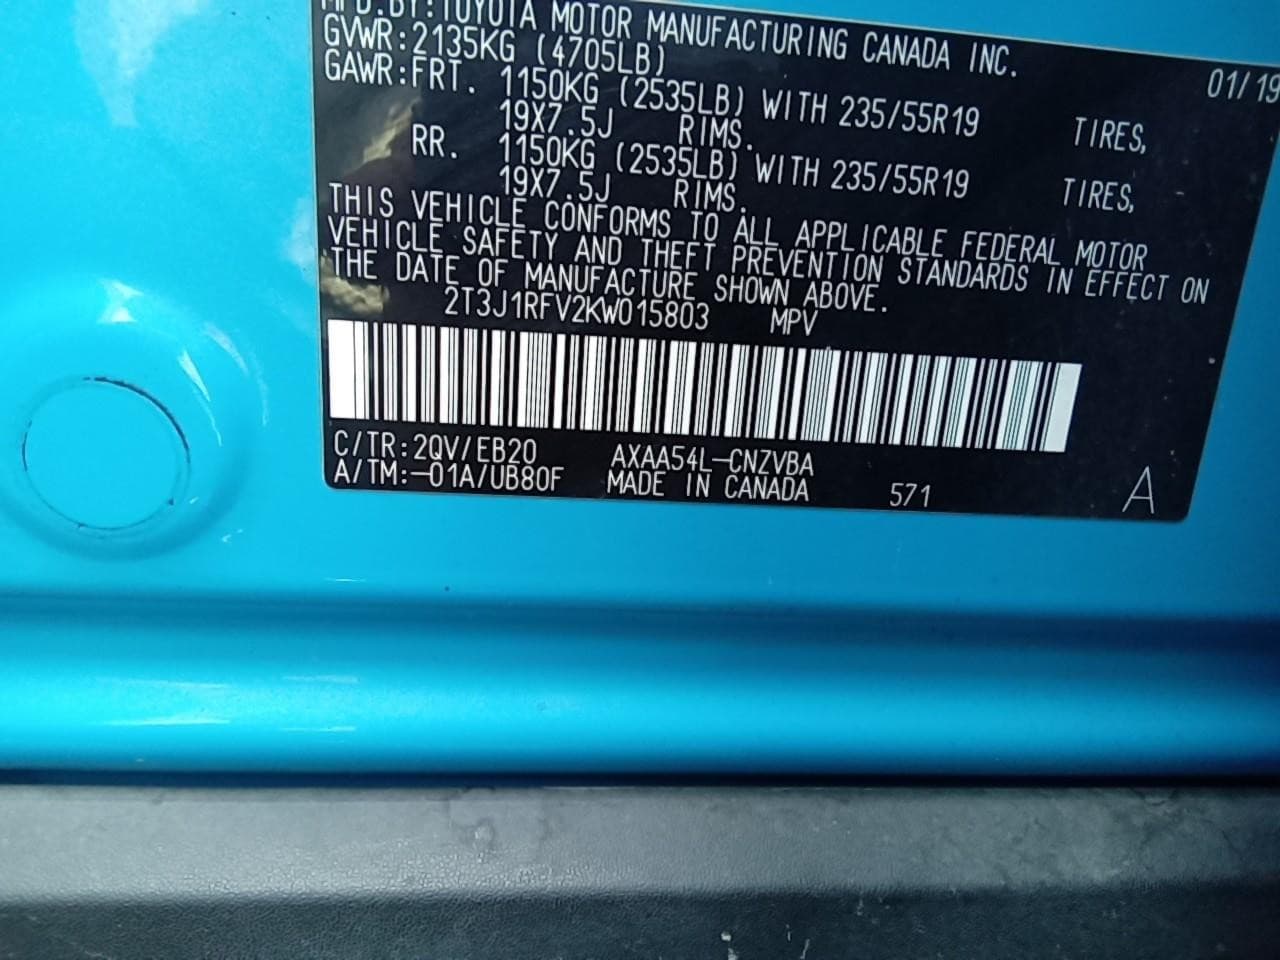 MFD.BY:TOYOTA MOTOR MANUFACTURING CANADA INC. 01/19
GVWR:2135KG (4705LB)
GAWR:FRT. 1150KG (2535LB) WITH 235/55R19 TIRES,
19X7.5J RIMS.
RR. 1150KG (2535LB) WITH 235/55R19 TIRES,
19X7.5J RIMS.
THIS VEHICLE CONFORMS TO ALL APPLICABLE FEDERAL MOTOR
VEHICLE SAFETY AND THEFT PREVENTION STANDARDS IN EFFECT ON
THE DATE OF MANUFACTURE SHOWN ABOVE.
2T3J1RFV2KW015803 MPV
C/TR:2QV/EB20 AXAA54L-CNZVBA
A/TM:-01A/UB80F MADE IN CANADA 571 A